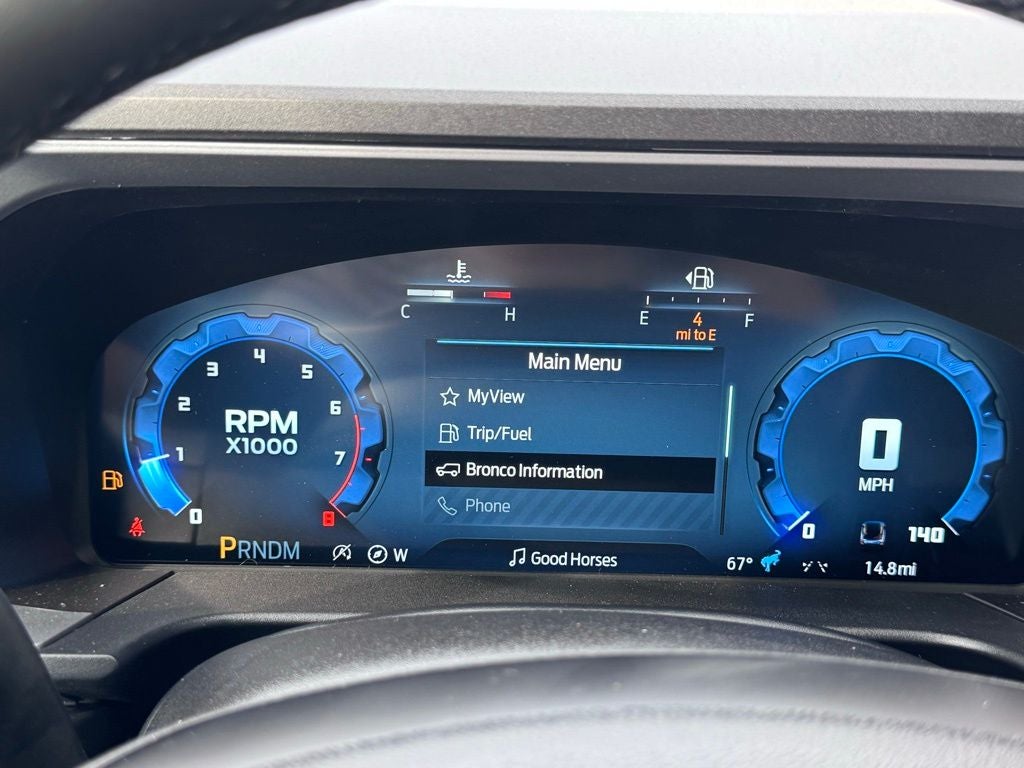 C H
E F
4
mi to E
Main Menu
MyView
Trip/Fuel
Bronco Information
Phone
0 1 2 3 4 5 6 7 8
RPM
X1000
0
MPH
0 140
PRNDM
W
Good Horses
67°
14.8mi